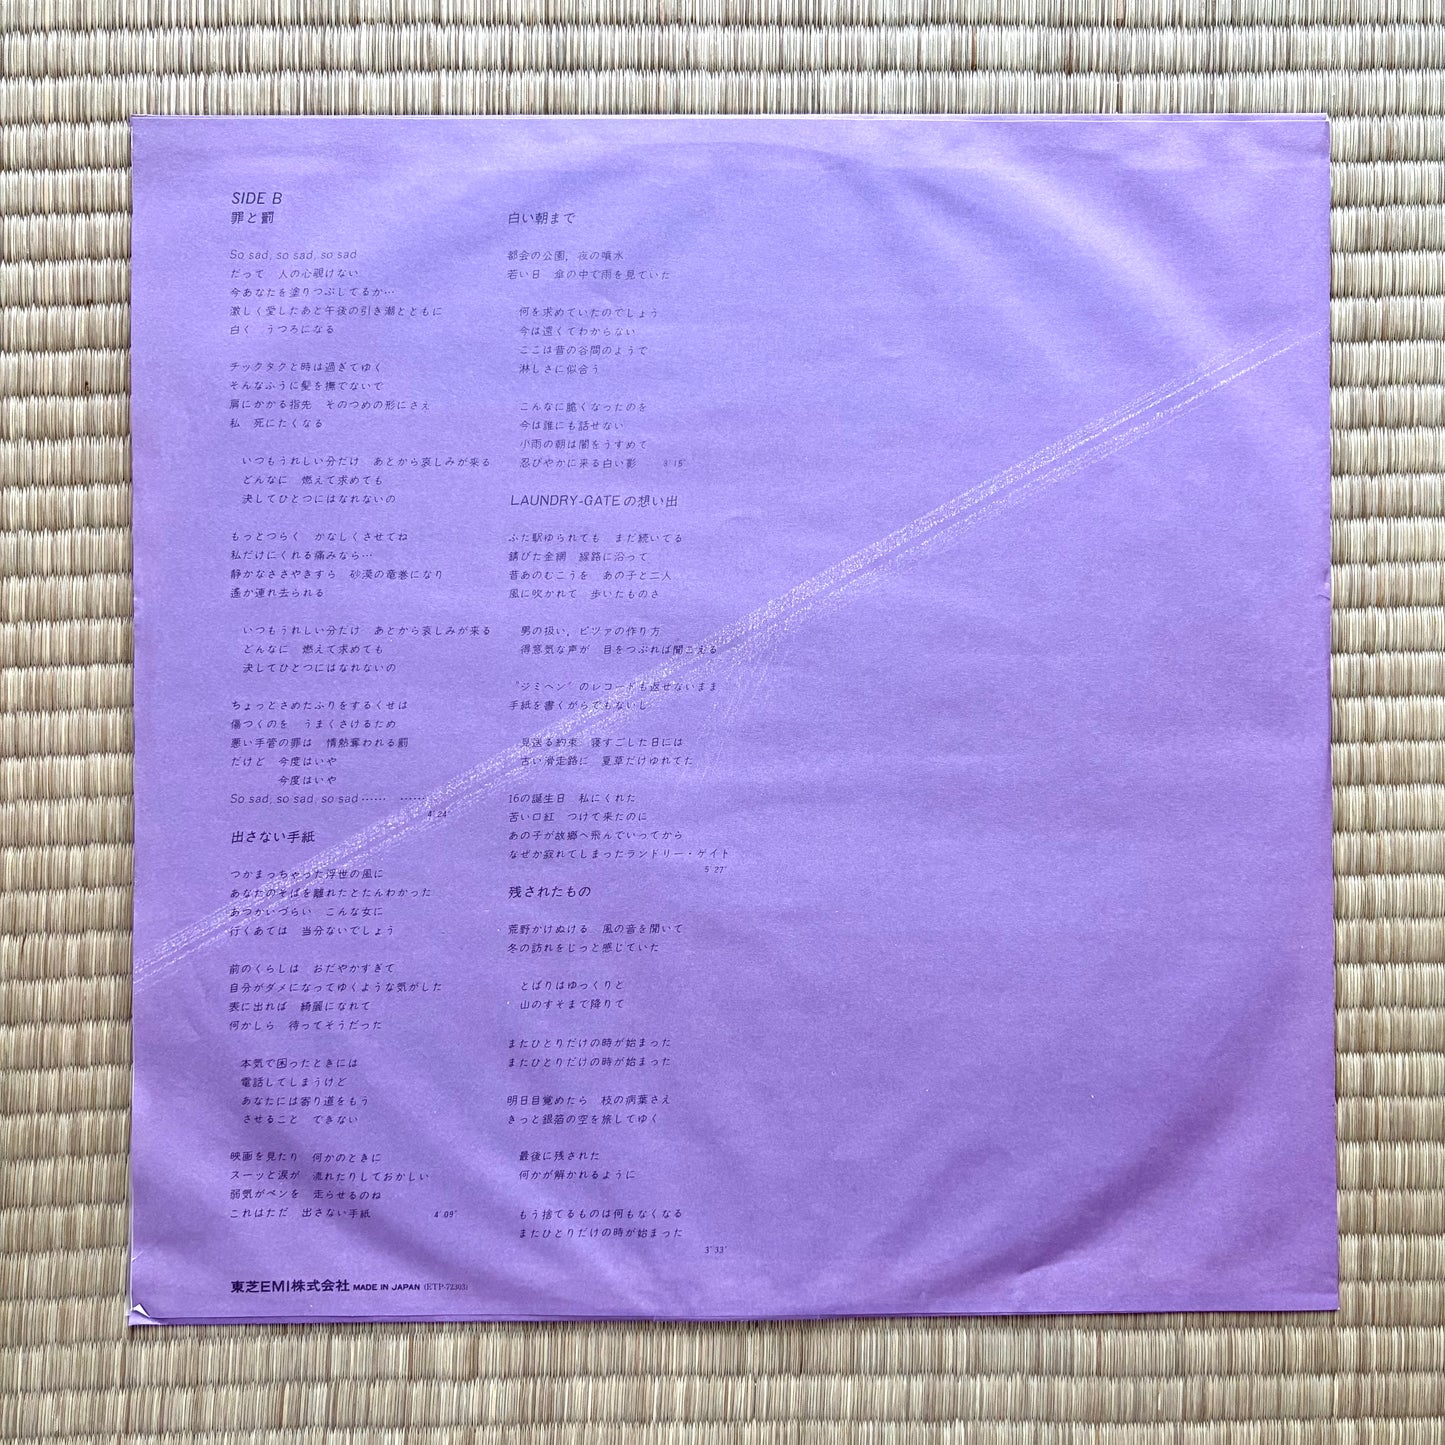 SIDE B
罪と罰
So sad, so sad, so sad
だって　人の心覗けない
今あなたを塗りつぶしてるか…
激しく愛したあと午後の引き潮とともに
白く　うつろになる
チックタクと時は過ぎてゆく
そんなふうに髪を撫でないで
肩にかかる指先　そのつめの形にさえ
私　死にたくなる
いつもうれしい分だけ　あとから哀しみが来る
どんなに　燃えて求めても
決してひとつにはなれないの
もっとつらく　かなしくさせてね
私だけにくれる痛みなら…
静かなささやきすら　砂漠の竜巻になり
遙か連れ去られる
いつもうれしい分だけ　あとから哀しみが来る
どんなに　燃えて求めても
決してひとつにはなれないの
ちょっとさめたふりをするくせは
傷つくのを　うまくさけるため
悪い手管の罪は　情熱奪われる罰
だけど　今度はいや
今度はいや
So sad, so sad, so sad…… ……
4′24″
出さない手紙
つかまっちゃった浮世の風に
あなたのそばを離れたとたんわかった
あつかいづらい　こんな女に
行くあては　当分ないでしょう
前のくらしは　おだやかすぎて
自分がダメになってゆくような気がした
表に出れば　綺麗になれて
何かしら　待ってそうだった
本気で困ったときには
電話してしまうけど
あなたには寄り道をもう
させること　できない
映画を見たり　何かのときに
スーッと涙が　流れたりしておかしい
弱気がペンを　走らせるのね
これはただ　出さない手紙　4′09″
白い朝まで
都会の公園，夜の噴水
若い日　傘の中で雨を見ていた
何を求めていたのでしょう
今は遠くてわからない
ここは昔の谷間のようで
淋しさに似合う
こんなに脆くなったのを
今は誰にも話せない
小雨の朝は闇をうすめて
忍びやかに来る白い影　3′15″
LAUNDRY-GATEの想い出
ふた駅ゆられても　まだ続いてる
錆びた金網　線路に沿って
昔あのむこうを　あの子と二人
風に吹かれて　歩いたものさ
男の扱い，ピツァの作り方
得意気な声が　目をつぶれば聞こえる
〝ジミヘン〞のレコードも返せないまま
手紙を書くがらでもないし
見送る約束　寝すごした日には
古い滑走路に　夏草だけゆれてた
16の誕生日　私にくれた
苦い口紅　つけて来たのに
あの子が故郷へ飛んでいってから
なぜか寂れてしまったランドリー・ゲイト
5′27″
残されたもの
荒野かけぬける　風の音を聞いて
冬の訪れをじっと感じていた
とばりはゆっくりと
山のすそまで降りて
またひとりだけの時が始まった
またひとりだけの時が始まった
明日目覚めたら　枝の病葉さえ
きっと銀箔の空を旅してゆく
最後に残された
何かが解かれるように
もう捨てるものは何もなくなる
またひとりだけの時が始まった
3′33″
東芝EMI株式会社 MADE IN JAPAN (ETP-72303)